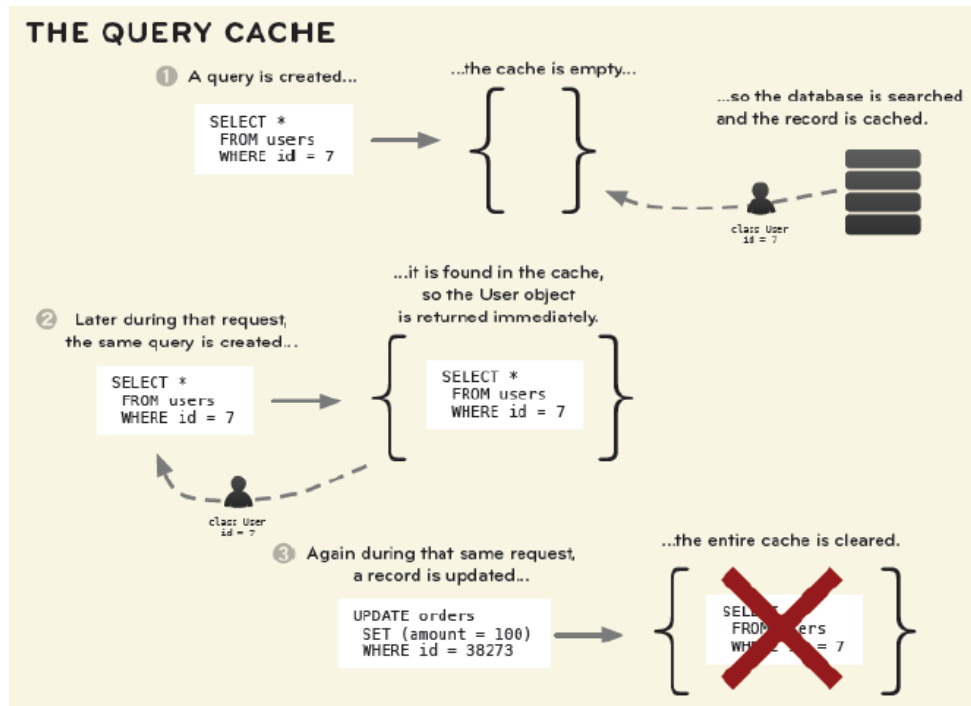 THE QUERY CACHE
1 A query is created...
SELECT *
FROM users
WHERE id = 7
...the cache is empty...
...so the database is searched
and the record is cached.
class User
id = 7
2 Later during that request,
the same query is created...
SELECT *
FROM users
WHERE id = 7
...it is found in the cache,
so the User object
is returned immediately.
SELECT *
FROM users
WHERE id = 7
class User
id = 7
3 Again during that same request,
a record is updated...
UPDATE orders
SET (amount = 100)
WHERE id = 38273
...the entire cache is cleared.
= 7